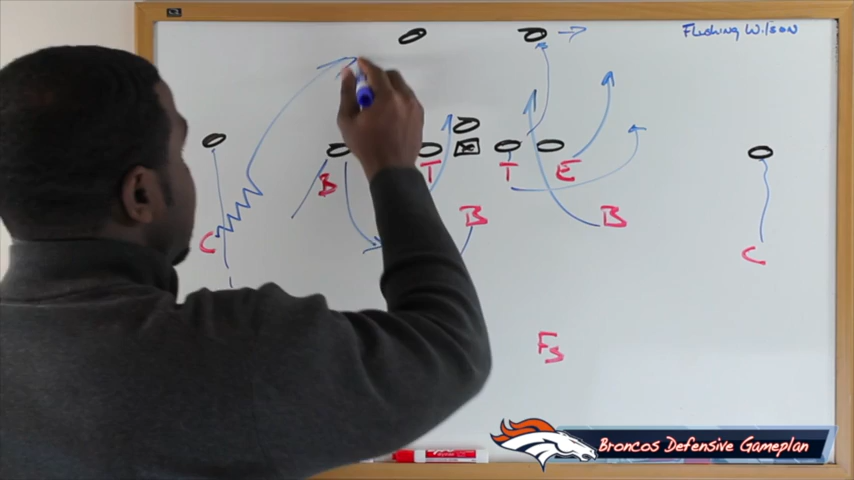 Flushing Wilson
B T T E
B B
C C
Fs
Broncos Defensive Gameplan